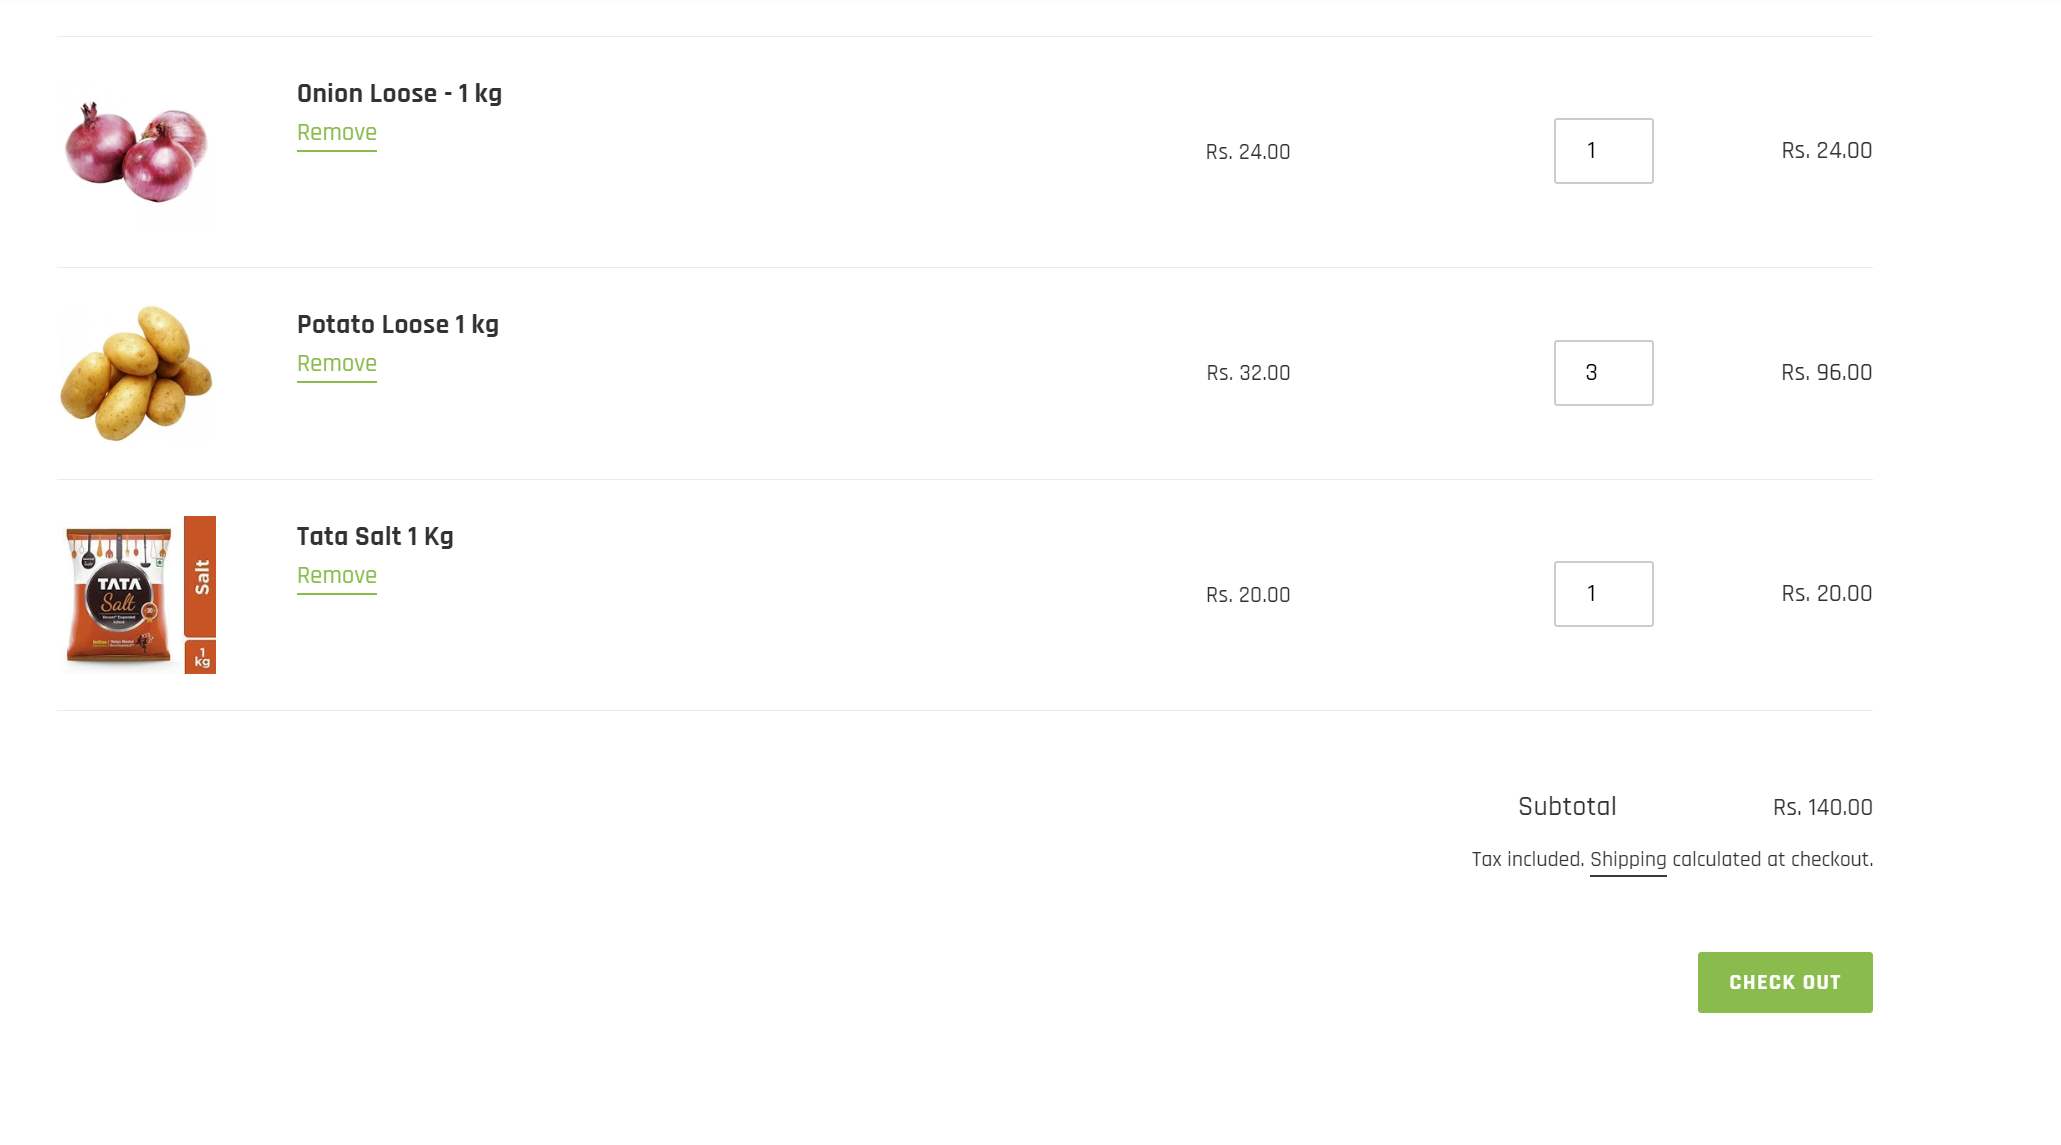 Onion Loose - 1 kg
Remove
Rs. 24.00
1
Rs. 24.00
Potato Loose 1 kg
Remove
Rs. 32.00
3
Rs. 96.00
Tata Salt 1 Kg
Remove
Rs. 20.00
1
Rs. 20.00
TATA
Salt
Salt
1
kg
Subtotal Rs. 140.00
Tax included. Shipping calculated at checkout.
CHECK OUT